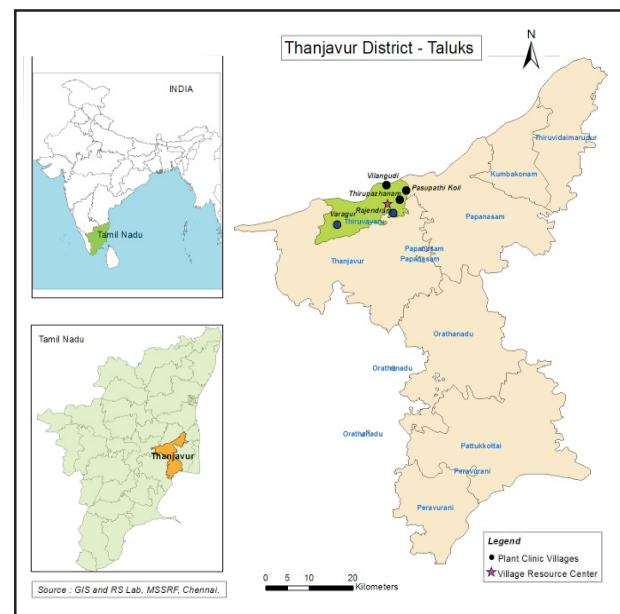 Thanjavur District - Taluks
N
INDIA
Tamil Nadu
Thiruvidaimarudur
Kumbakonam
Vilangudi
Pasupathi Koil
Thirupazhanam
Rajendram
Varagur
Thiruvaiyaru
Papanasam
Papanasam
Papanasam
Thanjavur
Orathanadu
Orathanadu
Orathanadu
Pattukkottai
Peravurani
Peravurani
Tamil Nadu
Thanjavur
Source : GIS and RS Lab, MSSRF, Chennai.
0 5 10 20
Kilometers
Legend
Plant Clinic Villages
Village Resource Center